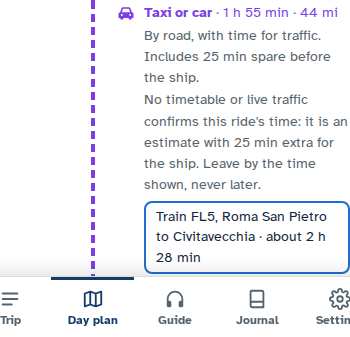 Taxi or car · 1 h 55 min · 44 mi
By road, with time for traffic.
Includes 25 min spare before
the ship.
No timetable or live traffic
confirms this ride's time: it is an
estimate with 25 min extra for
the ship. Leave by the time
shown, never later.
Train FL5, Roma San Pietro
to Civitavecchia · about 2 h
28 min
Trip
Day plan
Guide
Journal
Settin